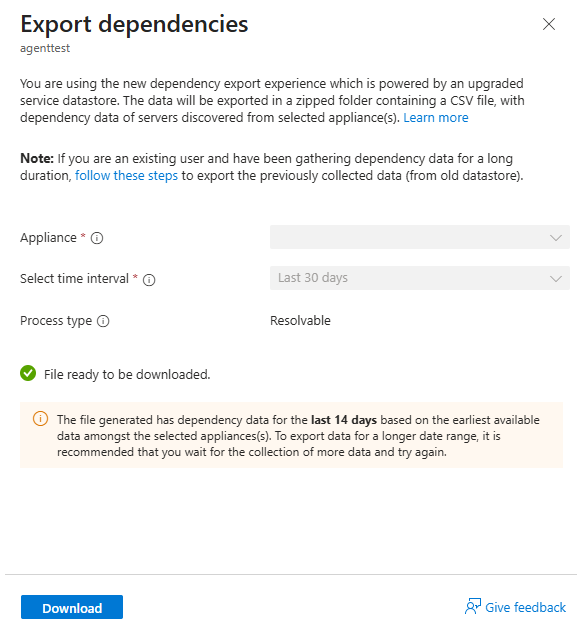 Export dependencies
agenttest
You are using the new dependency export experience which is powered by an upgraded
service datastore. The data will be exported in a zipped folder containing a CSV file, with
dependency data of servers discovered from selected appliance(s). Learn more
Note: If you are an existing user and have been gathering dependency data for a long
duration, follow these steps to export the previously collected data (from old datastore).
Appliance *
Select time interval * Last 30 days
Process type Resolvable
File ready to be downloaded.
The file generated has dependency data for the last 14 days based on the earliest available
data amongst the selected appliances(s). To export data for a longer date range, it is
recommended that you wait for the collection of more data and try again.
Download Give feedback